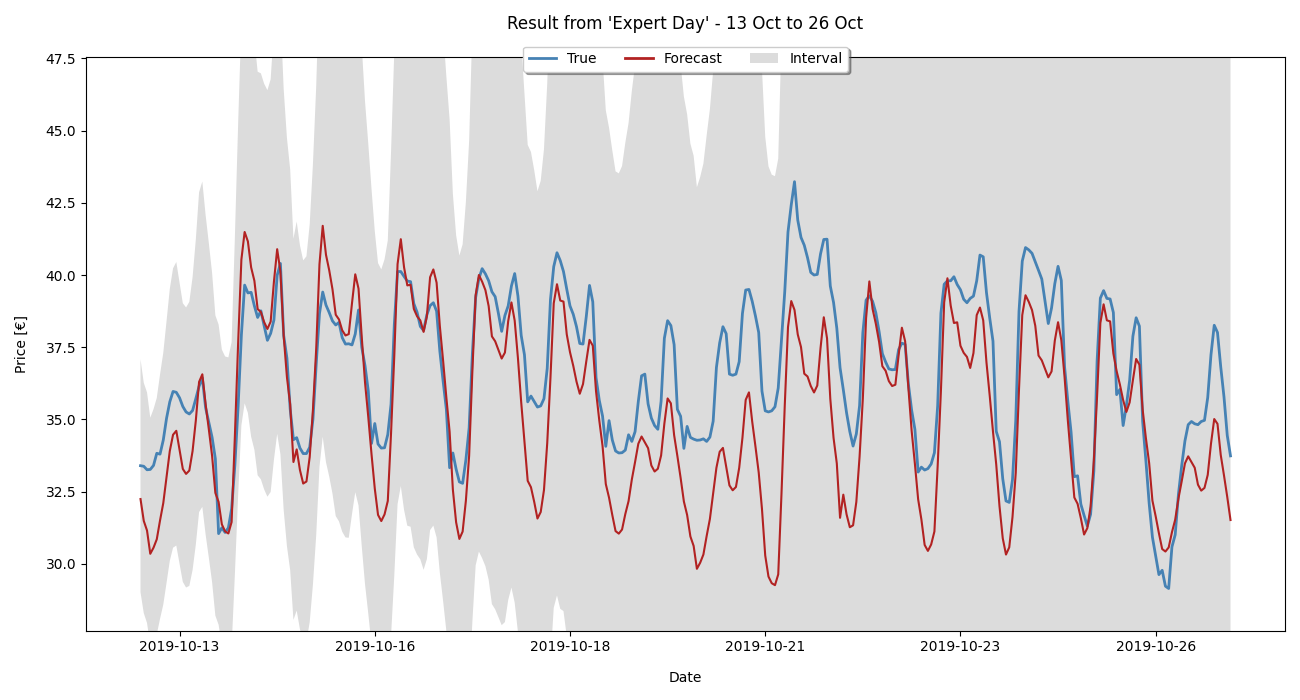 Result from 'Expert Day' - 13 Oct to 26 Oct
True Forecast Interval
47.5
45.0
42.5
40.0
37.5
35.0
32.5
30.0
Price [€]
2019-10-13 2019-10-16 2019-10-18 2019-10-21 2019-10-23 2019-10-26
Date